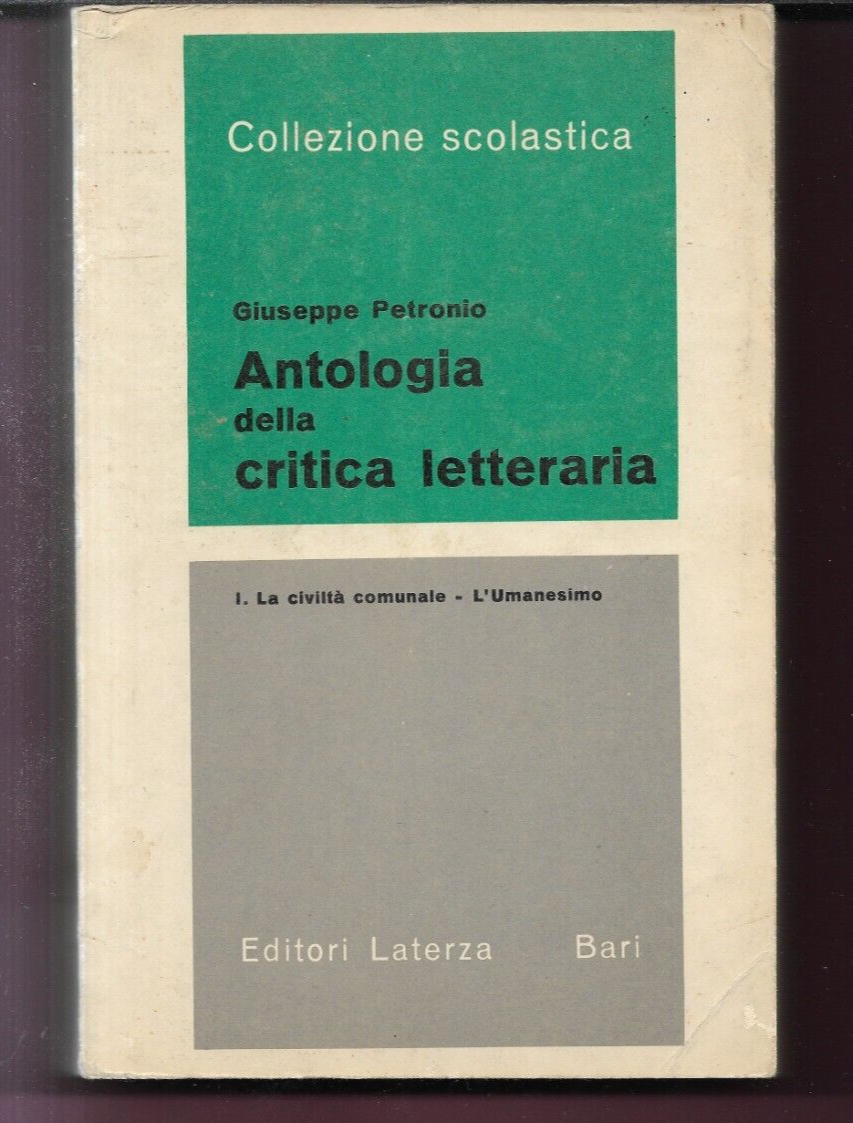 Collezione scolastica
Giuseppe Petronio
Antologia
della
critica letteraria
I. La civiltà comunale - L'Umanesimo
Editori Laterza Bari